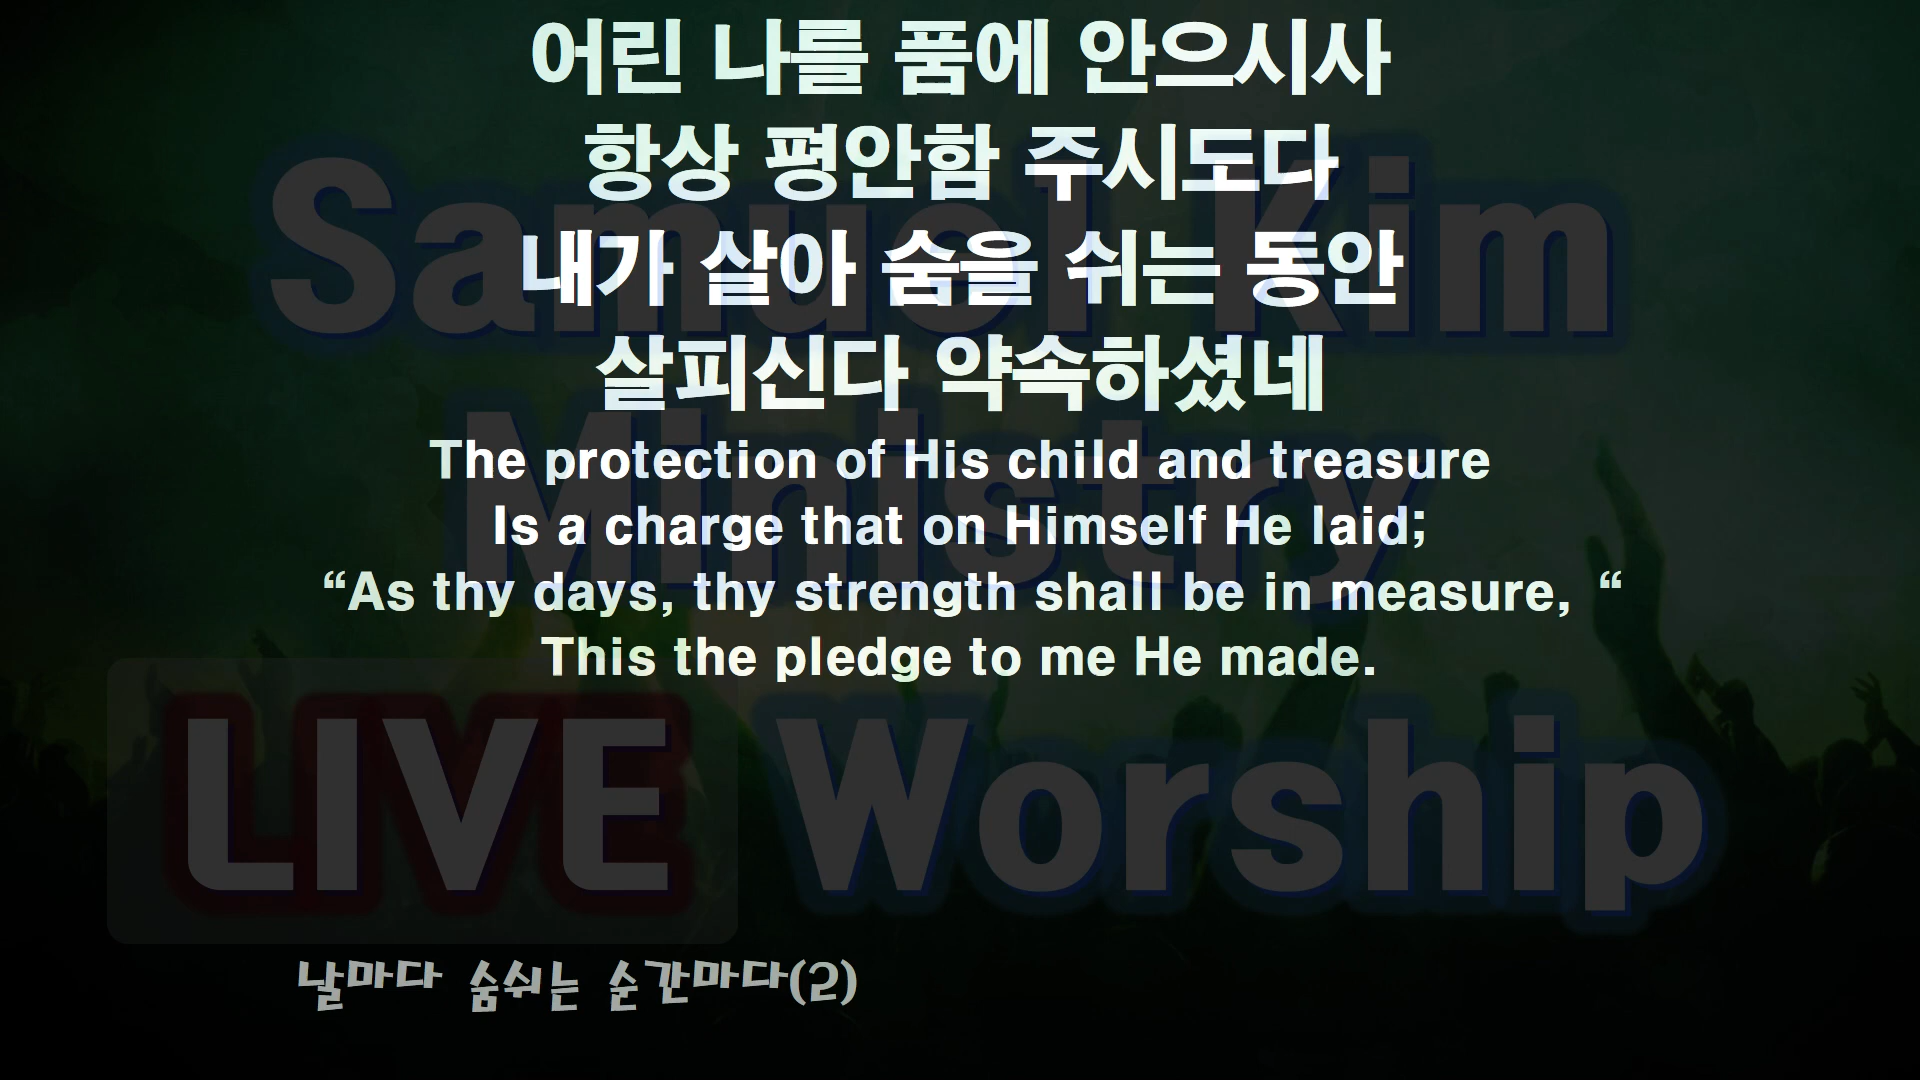 어린 나를 품에 안으시사
항상 평안함 주시도다
내가 살아 숨을 쉬는 동안
살피신다 약속하셨네
The protection of His child and treasure
Is a charge that on Himself He laid;
“As thy days, thy strength shall be in measure, “
This the pledge to me He made.
Samuel Kim
Ministry
LIVE Worship
날마다 숨쉬는 순간마다(2)